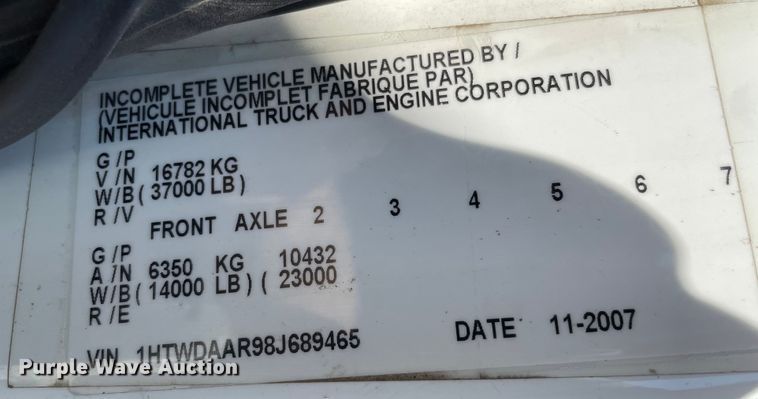 INCOMPLETE VEHICLE MANUFACTURED BY /
(VEHICULE INCOMPLET FABRIQUE PAR)
INTERNATIONAL TRUCK AND ENGINE CORPORATION
G /P
V / N 16782 KG
W/B ( 37000 LB)
R /V
FRONT AXLE 2 3 4 5 6 7
G /P
A /N 6350 KG 10432
W/B ( 14000 LB) ( 23000
R /E
VIN 1HTWDAAR98J689465 DATE 11-2007
Purple Wave Auction